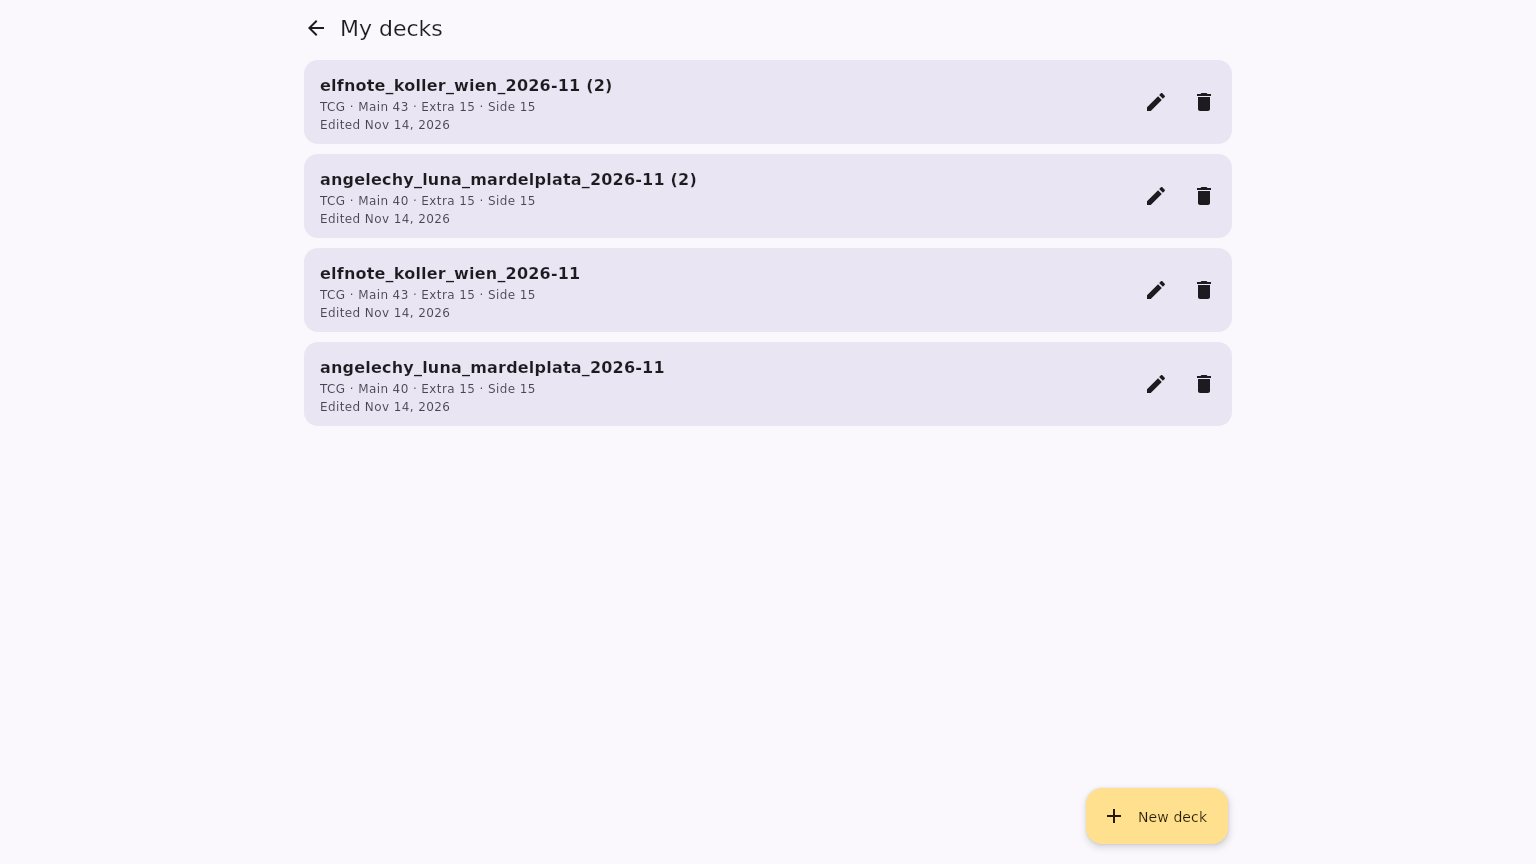 My decks
elfnote_koller_wien_2026-11 (2)
TCG · Main 43 · Extra 15 · Side 15
Edited Nov 14, 2026
angelechy_luna_mardelplata_2026-11 (2)
TCG · Main 40 · Extra 15 · Side 15
Edited Nov 14, 2026
elfnote_koller_wien_2026-11
TCG · Main 43 · Extra 15 · Side 15
Edited Nov 14, 2026
angelechy_luna_mardelplata_2026-11
TCG · Main 40 · Extra 15 · Side 15
Edited Nov 14, 2026
New deck